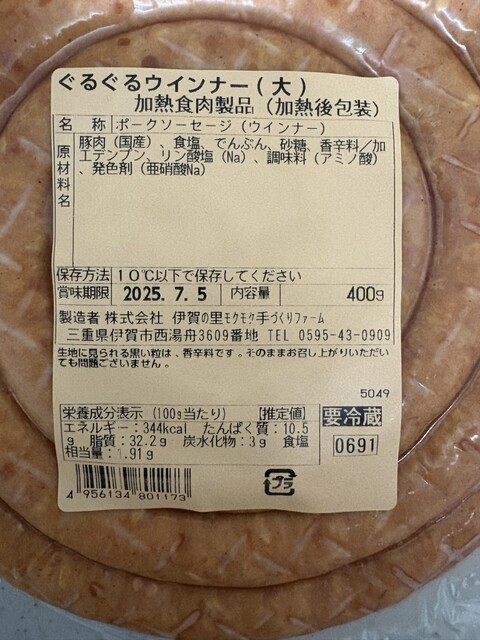 ぐるぐるウインナー(大)
加熱食肉製品(加熱後包装)
名 称 ポークソーセージ(ウインナー)
原材料名 豚肉(国産)、食塩、でんぷん、砂糖、香辛料/加
エデンプン、リン酸塩(Na)、調味料(アミノ酸)
、発色剤(亜硝酸Na)
保存方法 10℃以下で保存してください
賞味期限 2025.7.5 内容量 400g
製造者 株式会社 伊賀の里モクモク手づくりファーム
三重県伊賀市西湯舟3609番地 TEL 0595-43-0909
生地に見られる黒い粒は、香辛料です。そのままお召し上がりいただい
ても問題ございません。
5049
栄養成分表示(100g当たり) [推定値]
エネルギー:344kcal たんぱく質:10.5
g 脂質:32.2g 炭水化物:3g 食塩
相当量:1.91g
要冷蔵
0691
4 956134 801173
プラ